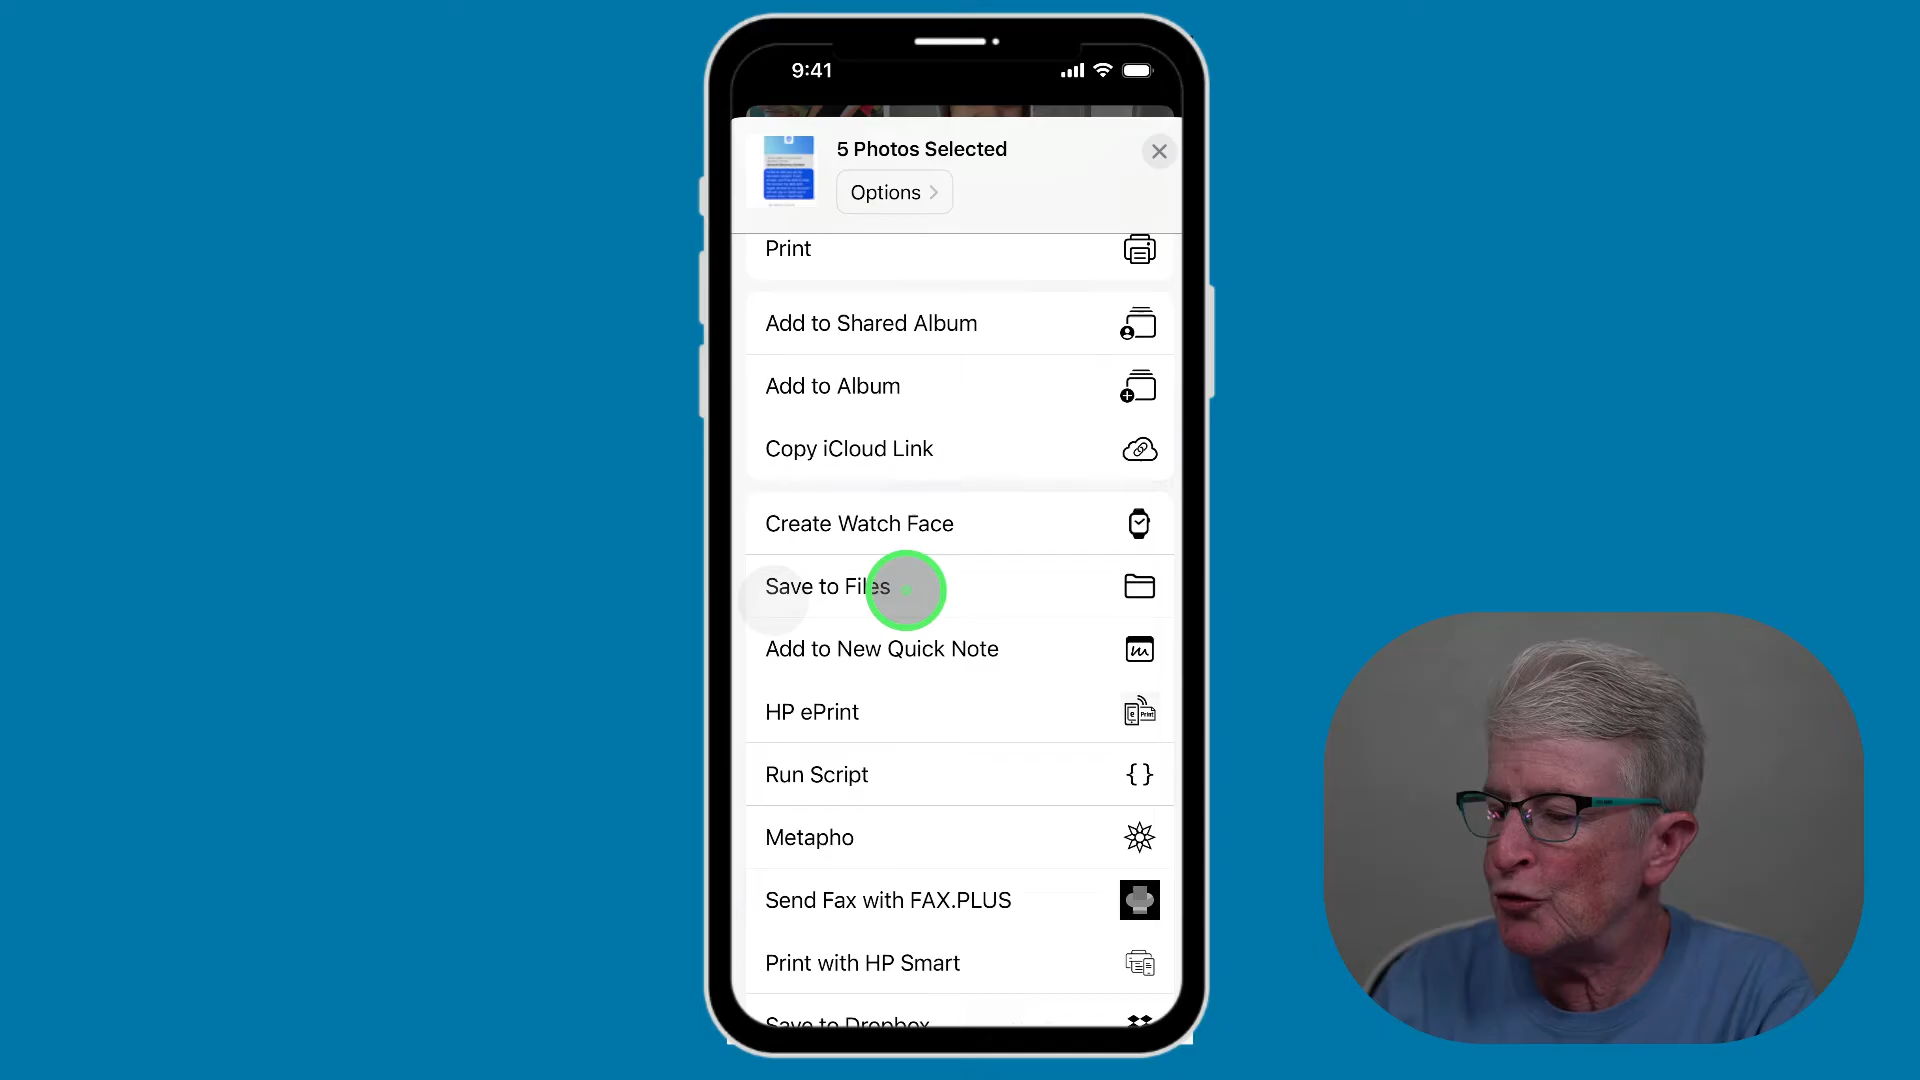 9:41
5 Photos Selected
Options
Print
Add to Shared Album
Add to Album
Copy iCloud Link
Create Watch Face
Save to Files
Add to New Quick Note
HP ePrint
Run Script
Metapho
Send Fax with FAX.PLUS
Print with HP Smart
Save to Dropbox